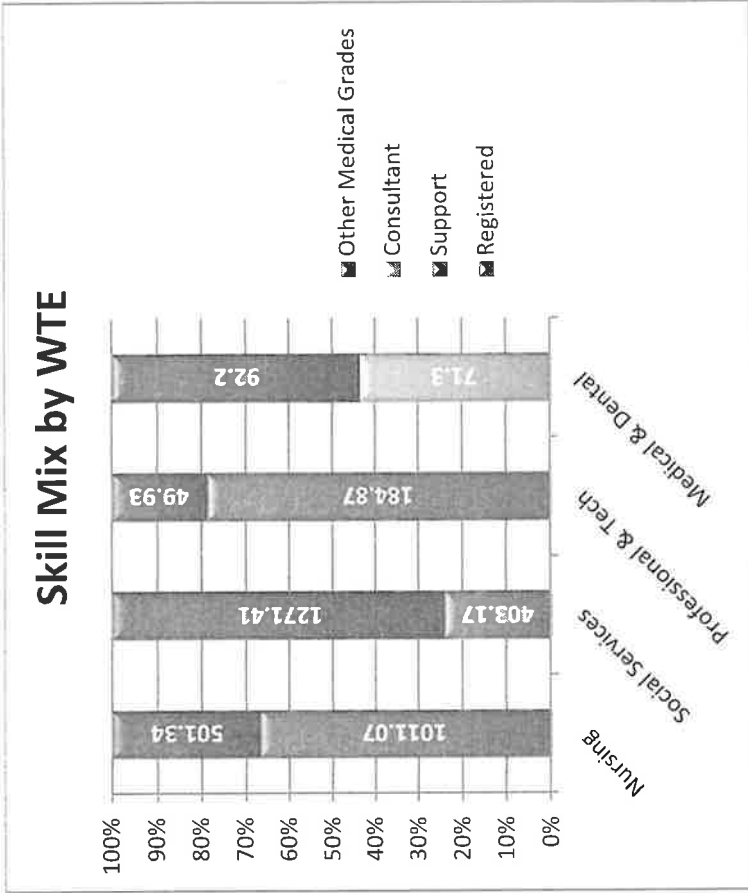 Skill Mix by WTE
100%
90%
80%
70%
60%
50%
40%
30%
20%
10%
0%
501.34
1011.07
1271.41
403.17
49.93
184.87
92.2
71.3
Nursing
Social Services
Professional & Tech
Medical & Dental
Other Medical Grades
Consultant
Support
Registered